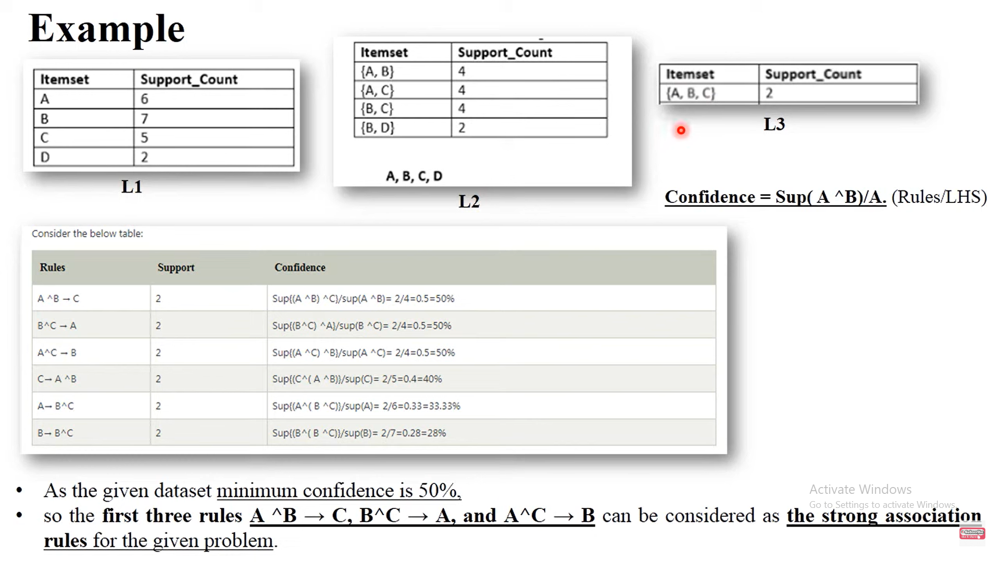 Example
Itemset Support_Count
A 6
B 7
C 5
D 2
L1
Itemset Support_Count
{A, B} 4
{A, C} 4
{B, C} 4
{B, D} 2
A, B, C, D
L2
Itemset Support_Count
{A, B, C} 2
L3
Confidence = Sup( A ^B)/A. (Rules/LHS)
Consider the below table:
Rules Support Confidence
A ^B → C 2 Sup{(A ^B) ^C}/sup(A ^B)= 2/4=0.5=50%
B^C → A 2 Sup{(B^C) ^A}/sup(B ^C)= 2/4=0.5=50%
A^C → B 2 Sup{(A ^C) ^B}/sup(A ^C)= 2/4=0.5=50%
C→ A ^B 2 Sup{(C^( A ^B)}/sup(C)= 2/5=0.4=40%
A→ B^C 2 Sup{(A^( B ^C)}/sup(A)= 2/6=0.33=33.33%
B→ B^C 2 Sup{(B^( B ^C)}/sup(B)= 2/7=0.28=28%
• As the given dataset minimum confidence is 50%,
• so the first three rules A ^B → C, B^C → A, and A^C → B can be considered as the strong association
rules for the given problem.
Activate Windows
Go to Settings to activate Windows.
@Subscribe